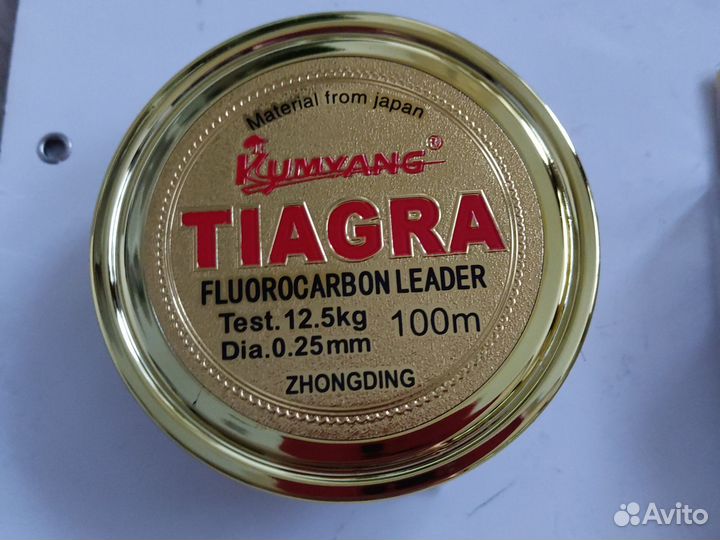 Material from japan
KUMYANG®
TIAGRA
FLUOROCARBON LEADER
Test.12.5kg 100m
Dia.0.25mm
ZHONGDING
Avito